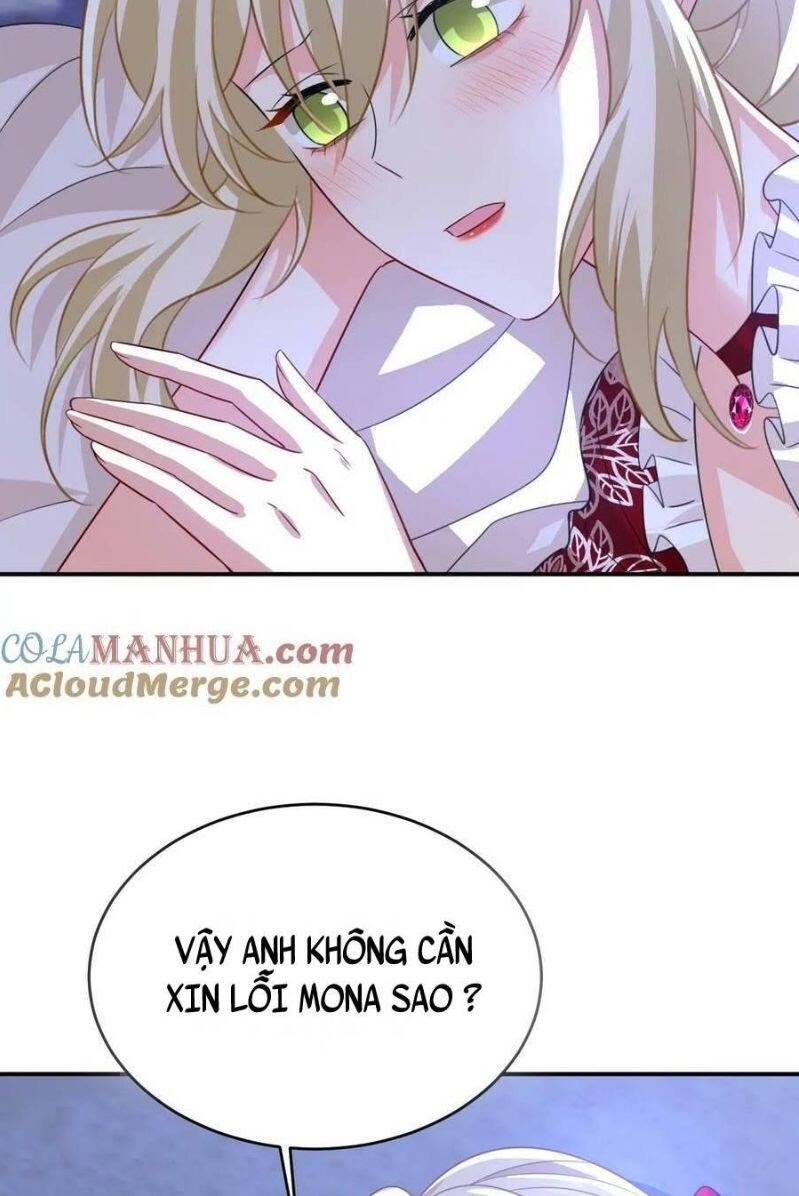 COLAMANHUA.com
ACloudMerge.com
VẬY ANH KHÔNG CẦN
XIN LỖI MONA SAO ?